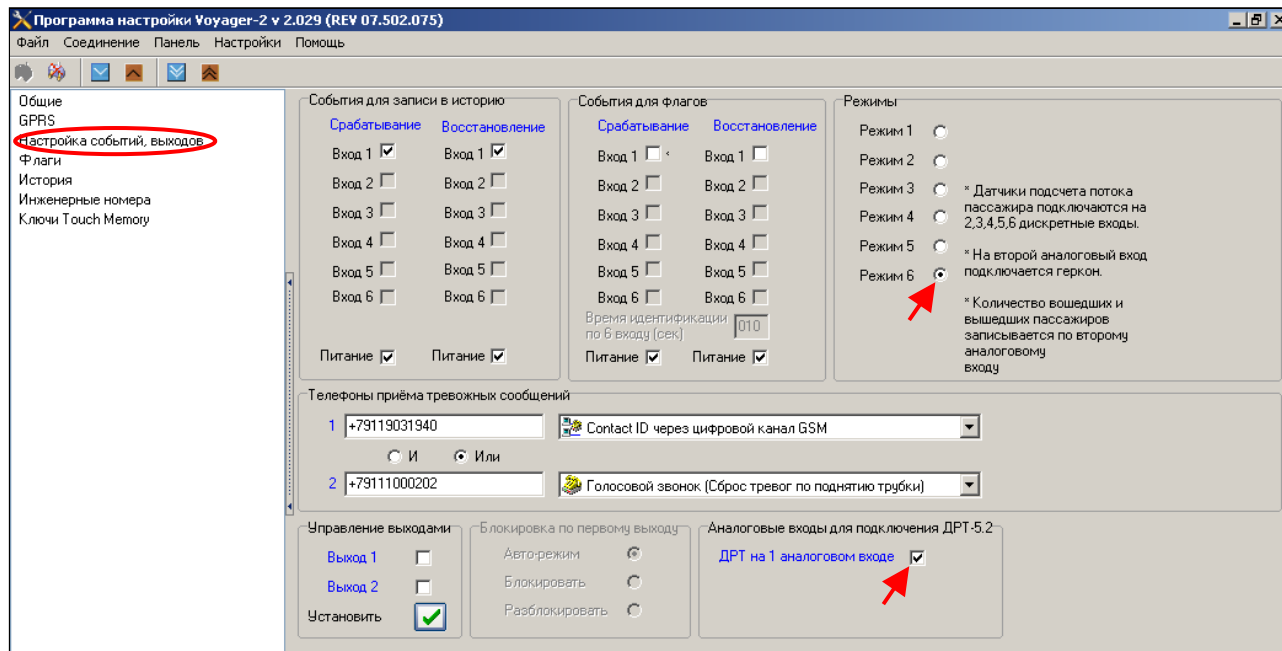 Программа настройки Voyager-2 v 2.029 (REV 07.502.075)
Файл Соединение Панель Настройки Помощь
Общие
GPRS
Настройка событий, выходов
Флаги
История
Инженерные номера
Ключи Touch Memory
События для записи в историю
Срабатывание Восстановление
Вход 1 Вход 1
Вход 2 Вход 2
Вход 3 Вход 3
Вход 4 Вход 4
Вход 5 Вход 5
Вход 6 Вход 6
Питание Питание
События для флагов
Срабатывание Восстановление
Вход 1 * Вход 1
Вход 2 Вход 2
Вход 3 Вход 3
Вход 4 Вход 4
Вход 5 Вход 5
Вход 6 Вход 6
Время идентификации
по 6 входу (сек) 010
Питание Питание
Режимы
Режим 1
Режим 2
Режим 3
Режим 4
Режим 5
Режим 6
* Датчики подсчета потока
пассажира подключаются на
2,3,4,5,6 дискретные входы.
* На второй аналоговый вход
подключается геркон.
* Количество вошедших и
вышедших пассажиров
записывается по второму
аналоговому
входу
Телефоны приёма тревожных сообщений
1 +79119031940 Contact ID через цифровой канал GSM
И Или
2 +79111000202 Голосовой звонок (Сброс тревог по поднятию трубки)
Управление выходами
Выход 1
Выход 2
Установить
Блокировка по первому выходу
Авто-режим
Блокировать
Разблокировать
Аналоговые входы для подключения ДРТ-5.2
ДРТ на 1 аналоговом входе